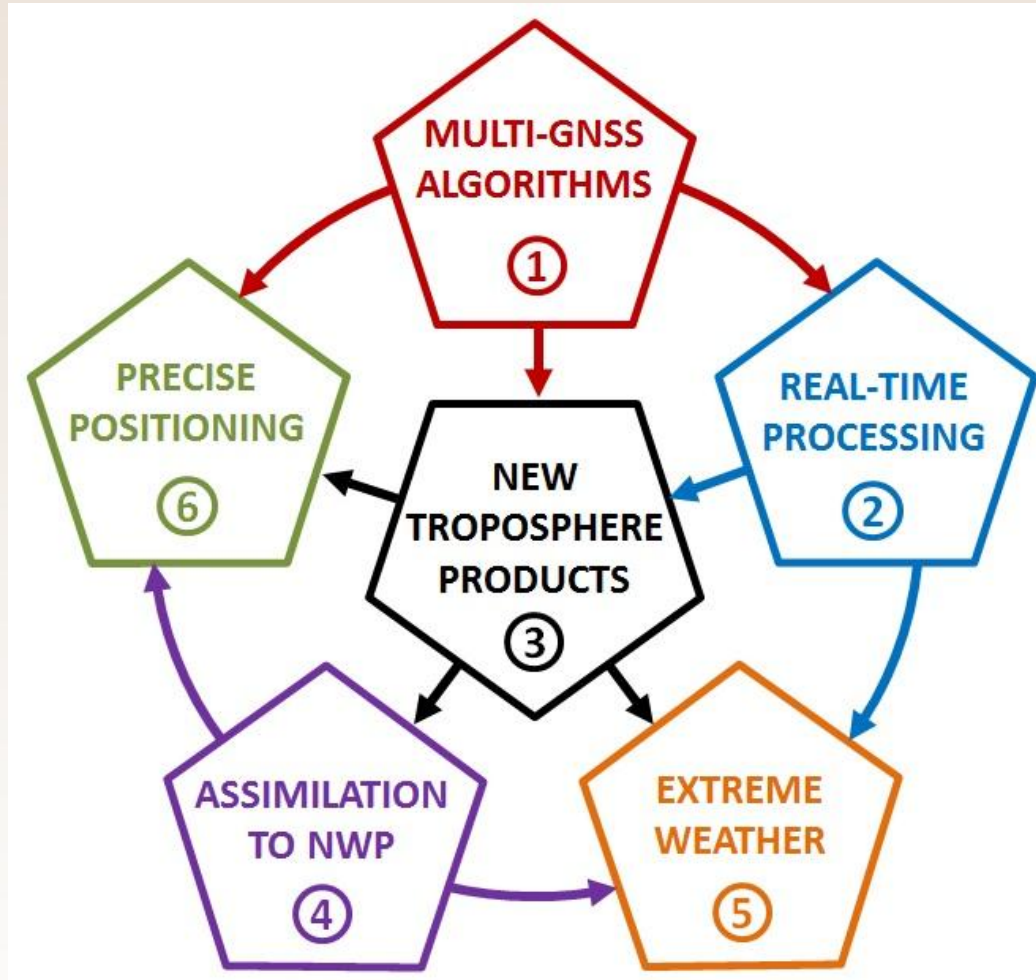 MULTI-GNSS
ALGORITHMS
1
REAL-TIME
PROCESSING
2
NEW
TROPOSPHERE
PRODUCTS
3
ASSIMILATION
TO NWP
4
EXTREME
WEATHER
5
PRECISE
POSITIONING
6